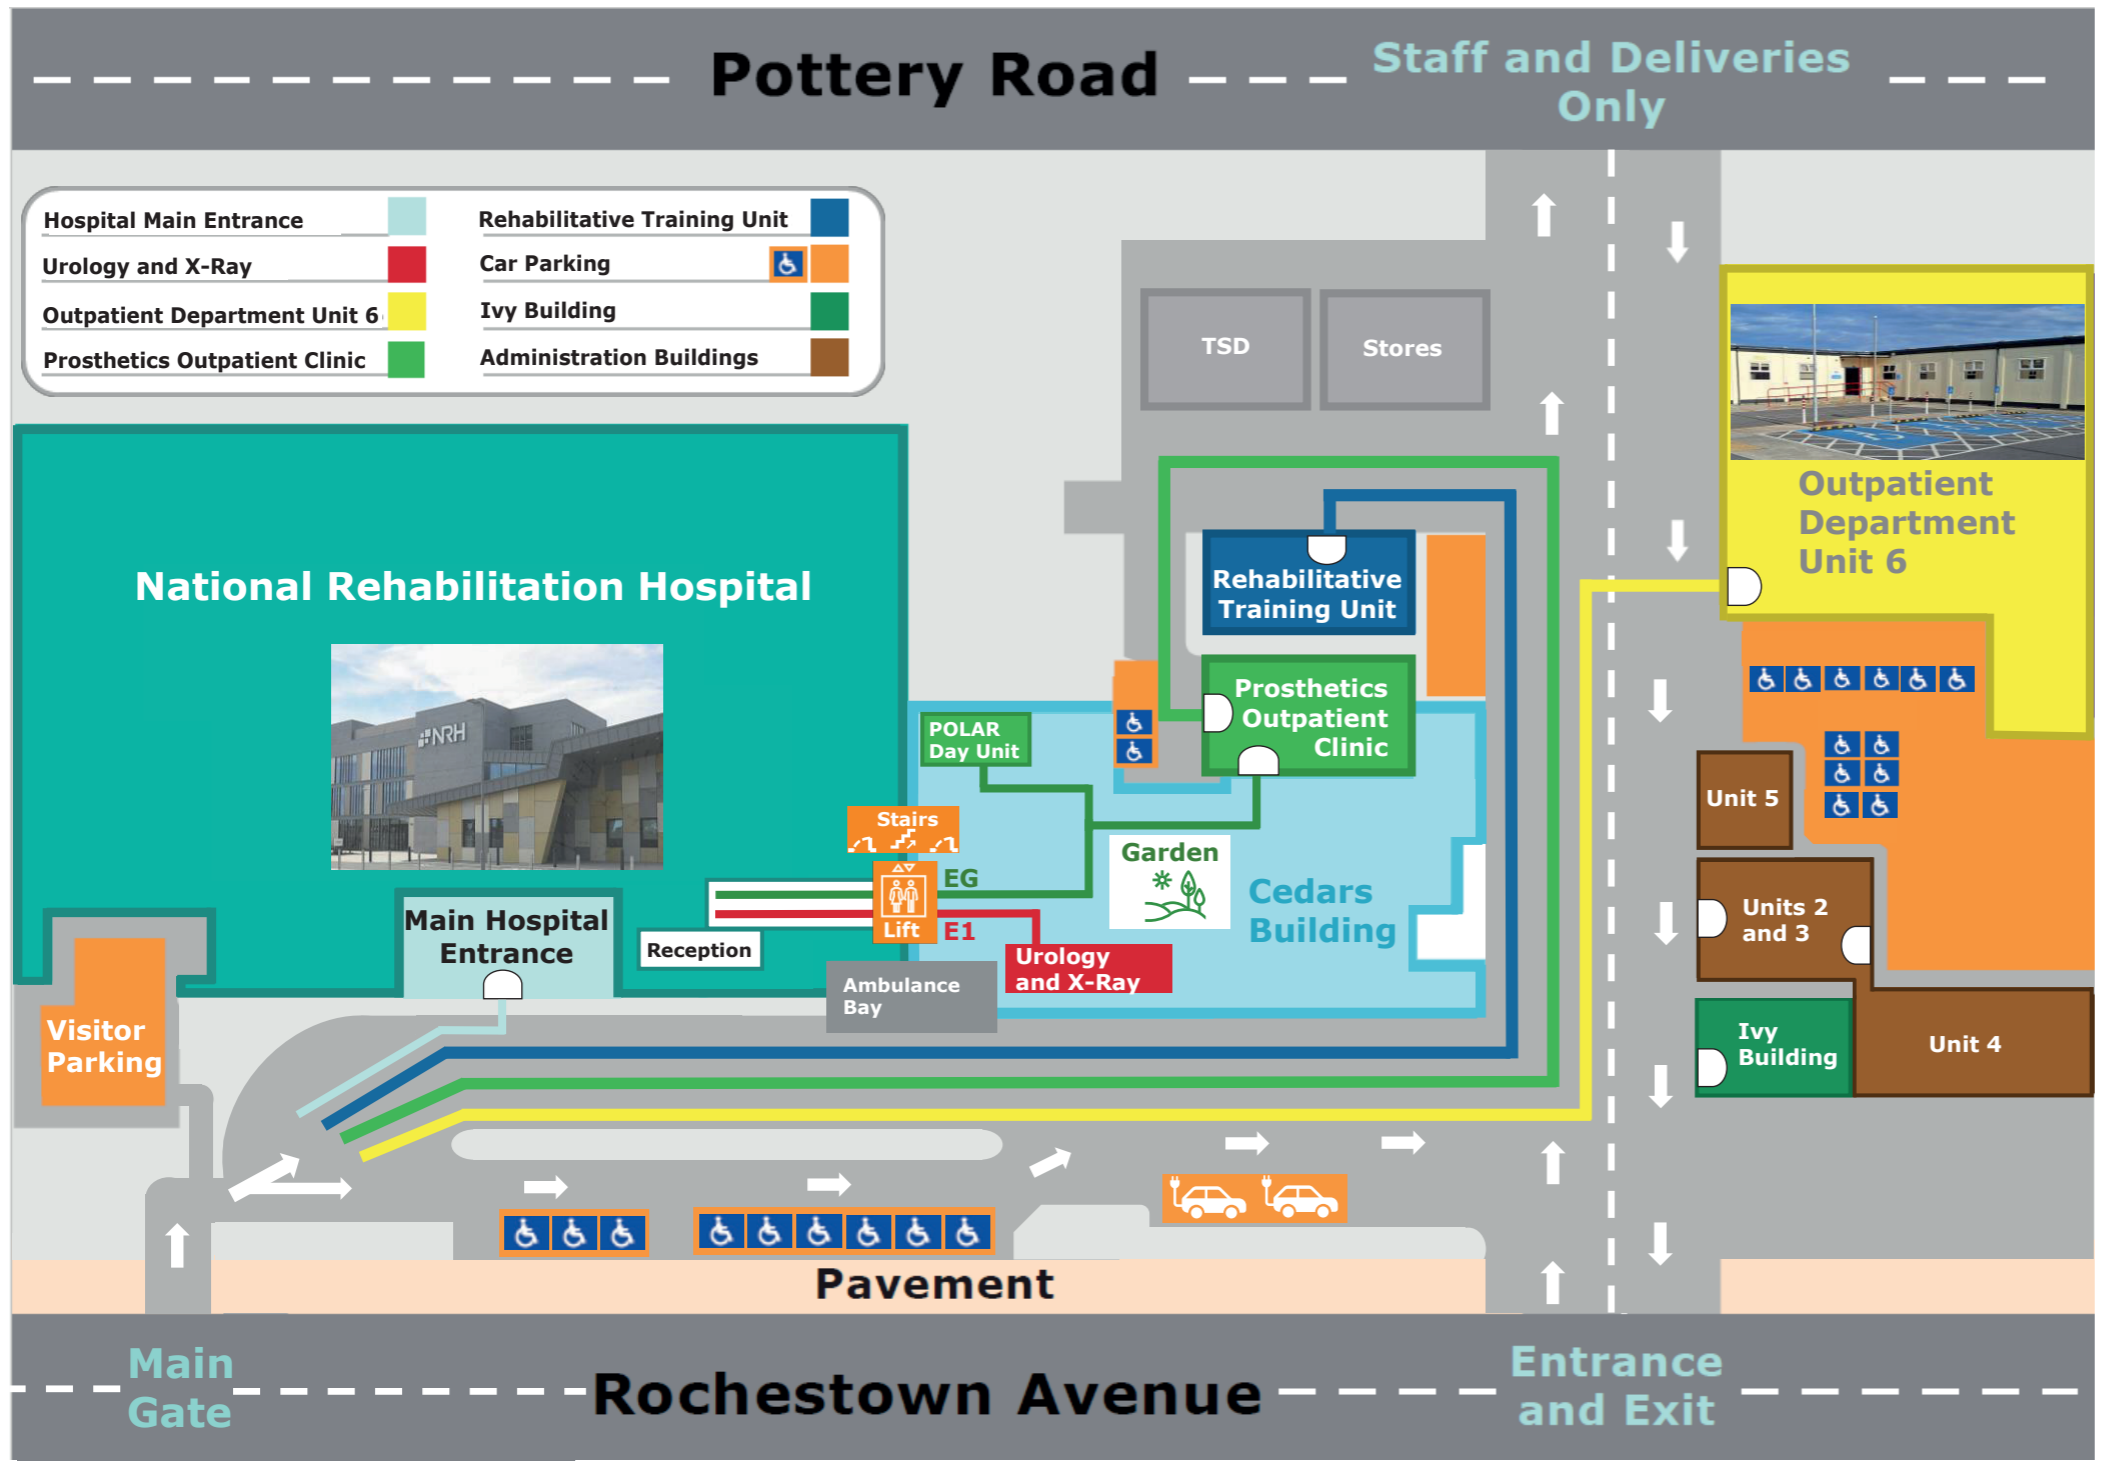 Pottery Road
Staff and Deliveries
Only
Hospital Main Entrance
Urology and X-Ray
Outpatient Department Unit 6
Prosthetics Outpatient Clinic
Rehabilitative Training Unit
Car Parking
Ivy Building
Administration Buildings
TSD
Stores
Outpatient
Department
Unit 6
National Rehabilitation Hospital
NRH
Rehabilitative
Training Unit
Prosthetics
Outpatient
Clinic
POLAR
Day Unit
Stairs
Lift
EG
E1
Garden
Cedars
Building
Urology
and X-Ray
Main Hospital
Entrance
Reception
Ambulance
Bay
Visitor
Parking
Unit 5
Units 2
and 3
Ivy
Building
Unit 4
Pavement
Main
Gate
Rochestown Avenue
Entrance
and Exit